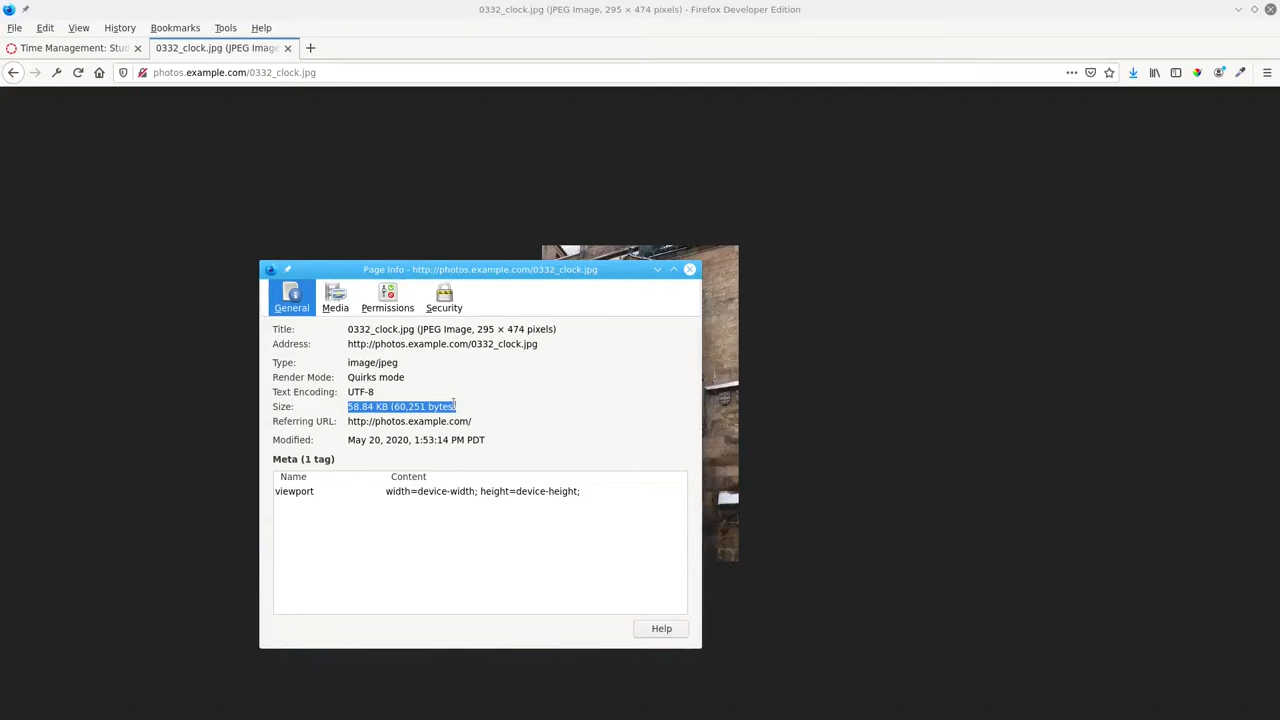 0332_clock.jpg (JPEG Image, 295 × 474 pixels) - Firefox Developer Edition
File Edit View History Bookmarks Tools Help
Time Management: Stud 0332_clock.jpg (JPEG Image
photos.example.com/0332_clock.jpg
Page Info - http://photos.example.com/0332_clock.jpg
General Media Permissions Security
Title: 0332_clock.jpg (JPEG Image, 295 × 474 pixels)
Address: http://photos.example.com/0332_clock.jpg
Type: image/jpeg
Render Mode: Quirks mode
Text Encoding: UTF-8
Size: 58.84 KB (60,251 bytes)
Referring URL: http://photos.example.com/
Modified: May 20, 2020, 1:53:14 PM PDT
Meta (1 tag)
Name Content
viewport width=device-width; height=device-height;
Help